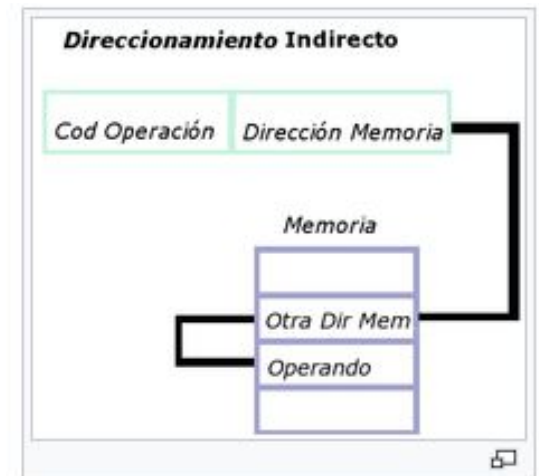 Direccionamiento Indirecto
Cod Operación Dirección Memoria
Memoria
Otra Dir Mem
Operando